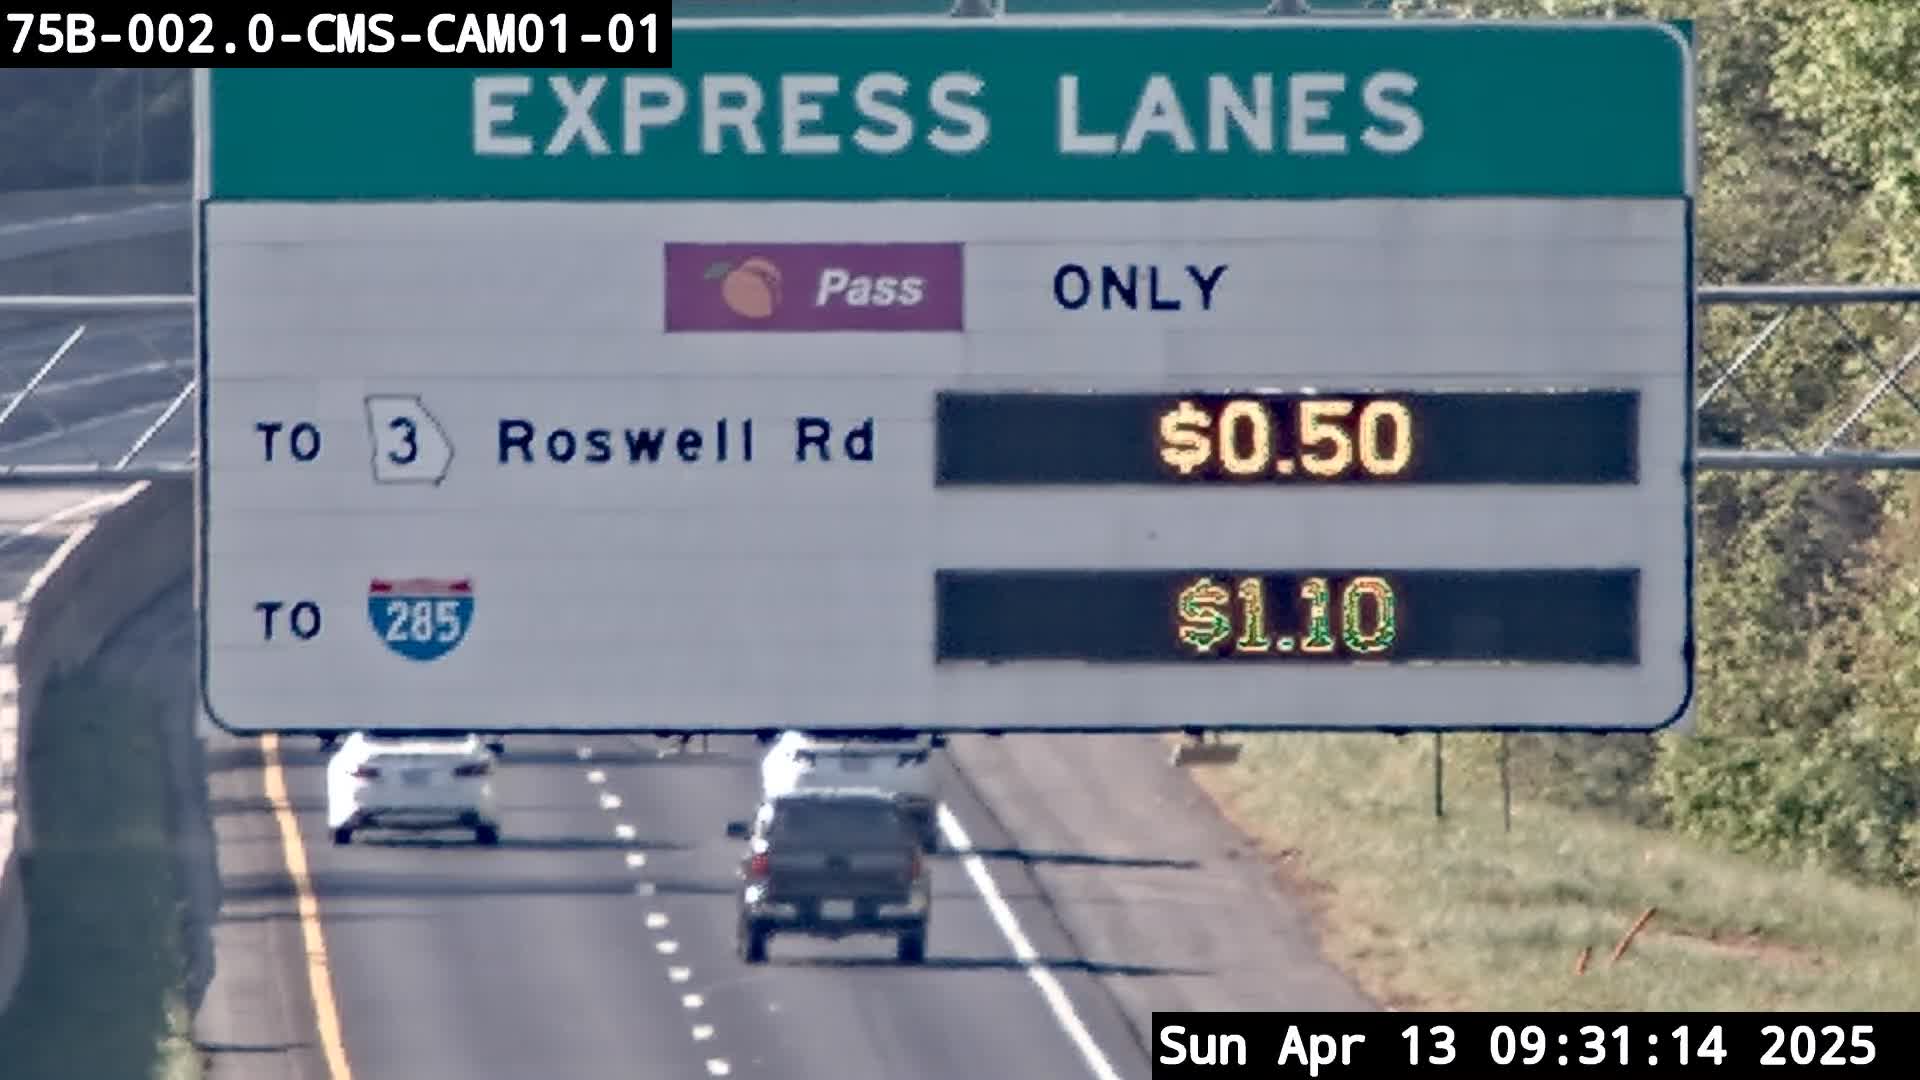 75B-002.0-CMS-CAM01-01
EXPRESS LANES
Pass ONLY
TO 3 Roswell Rd $0.50
TO 285 $1.10
Sun Apr 13 09:31:14 2025